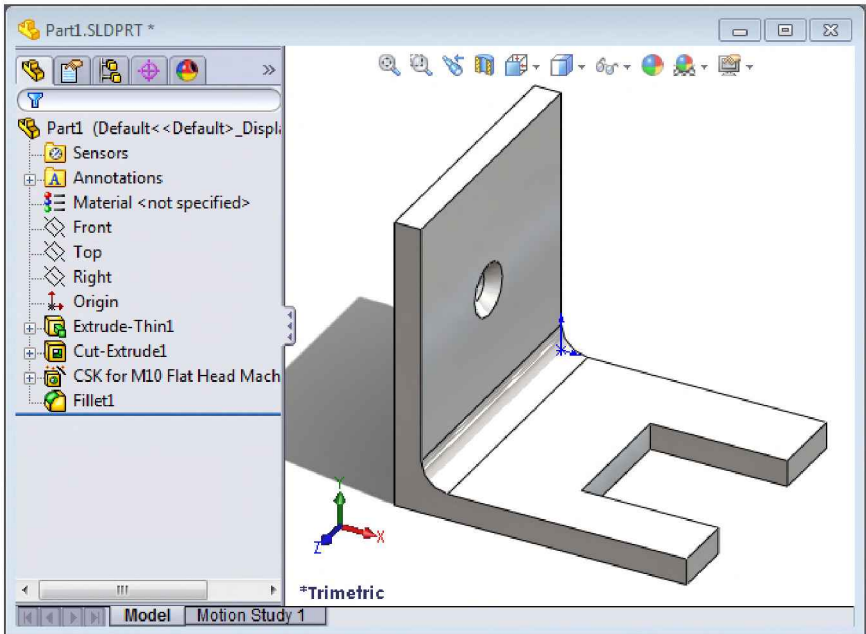 Part1.SLDPRT *
»
Part1 (Default<<Default>_Displa
Sensors
A Annotations
Material <not specified>
Front
Top
Right
Origin
Extrude-Thin1
Cut-Extrude1
CSK for M10 Flat Head Mach
Fillet1
Y
X
Z
*Trimetric
Model Motion Study 1